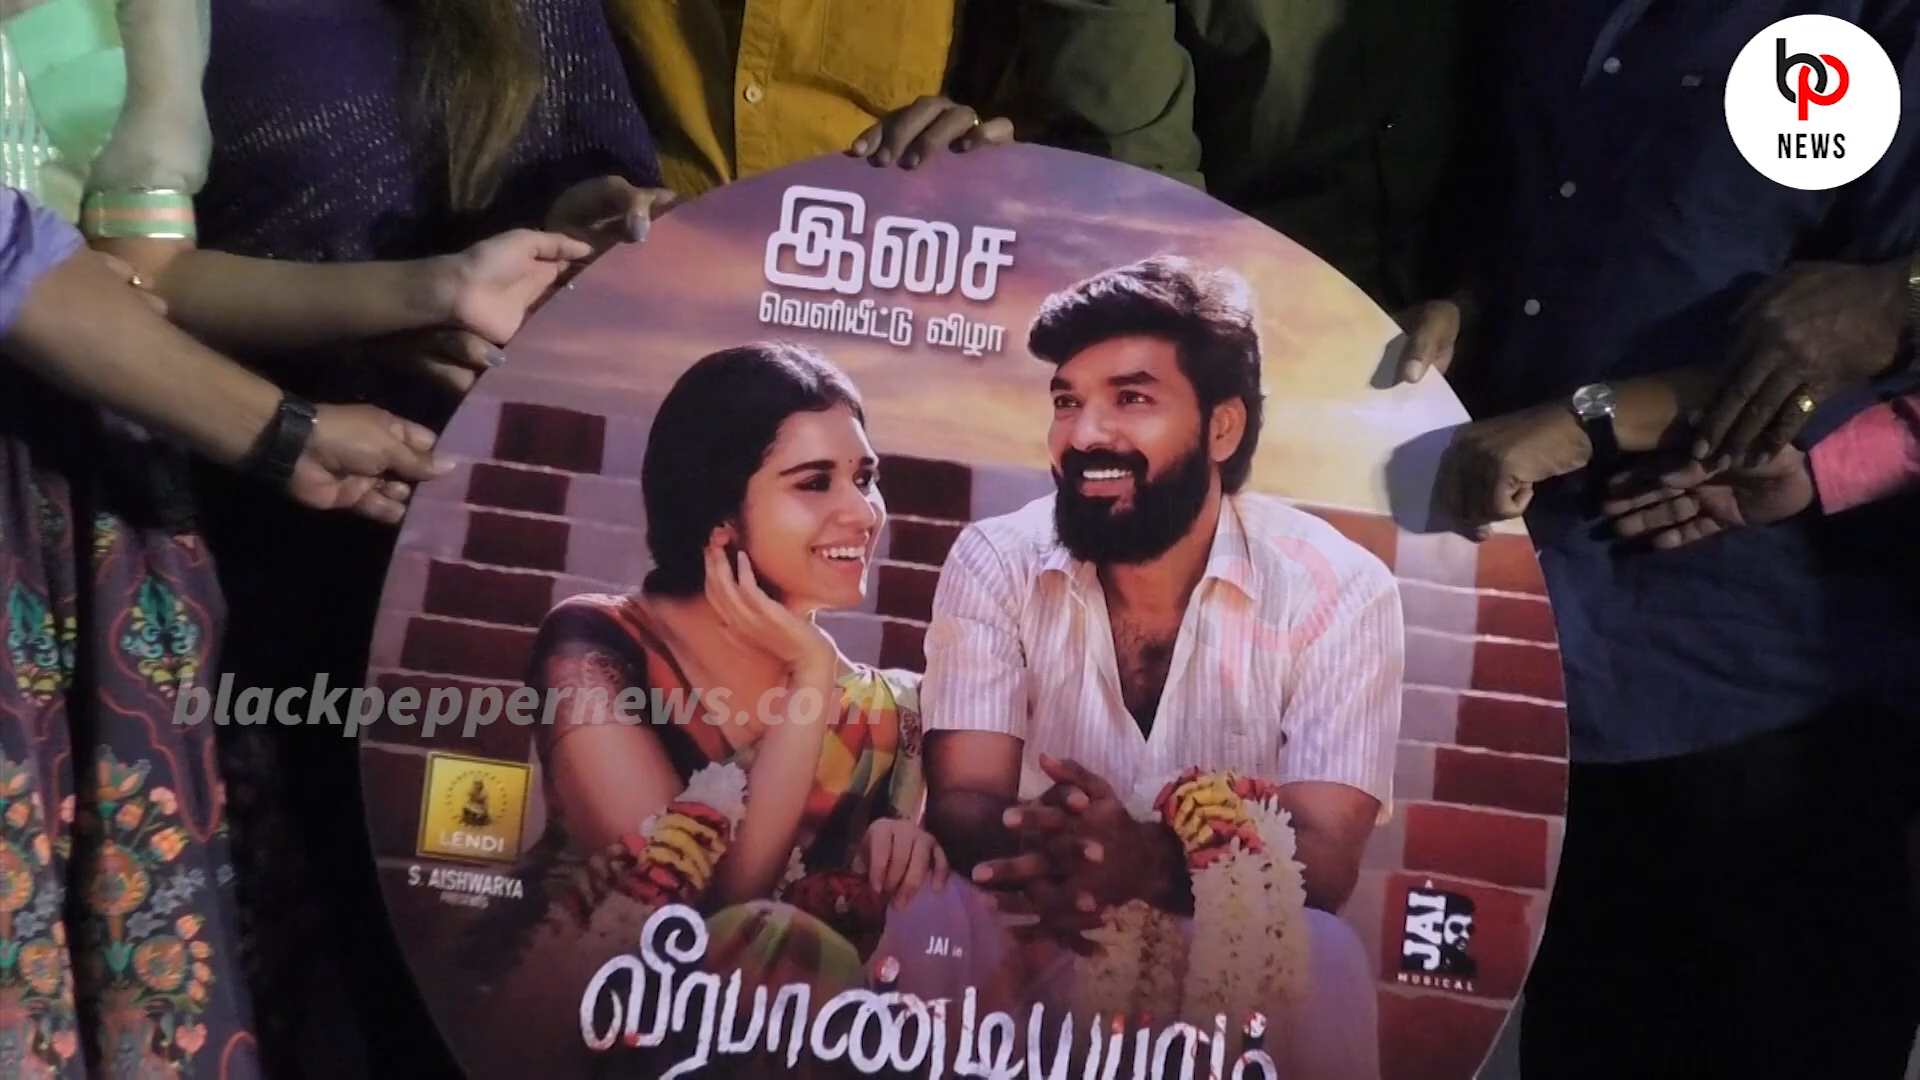 bp
NEWS
இசை
வெளியீட்டு விழா
blackpeppernews.com
LENDI
S. AISHWARYA
PRESENTS
JAI in
A
JAI
MUSICAL
வீரபாண்டியபுரம்